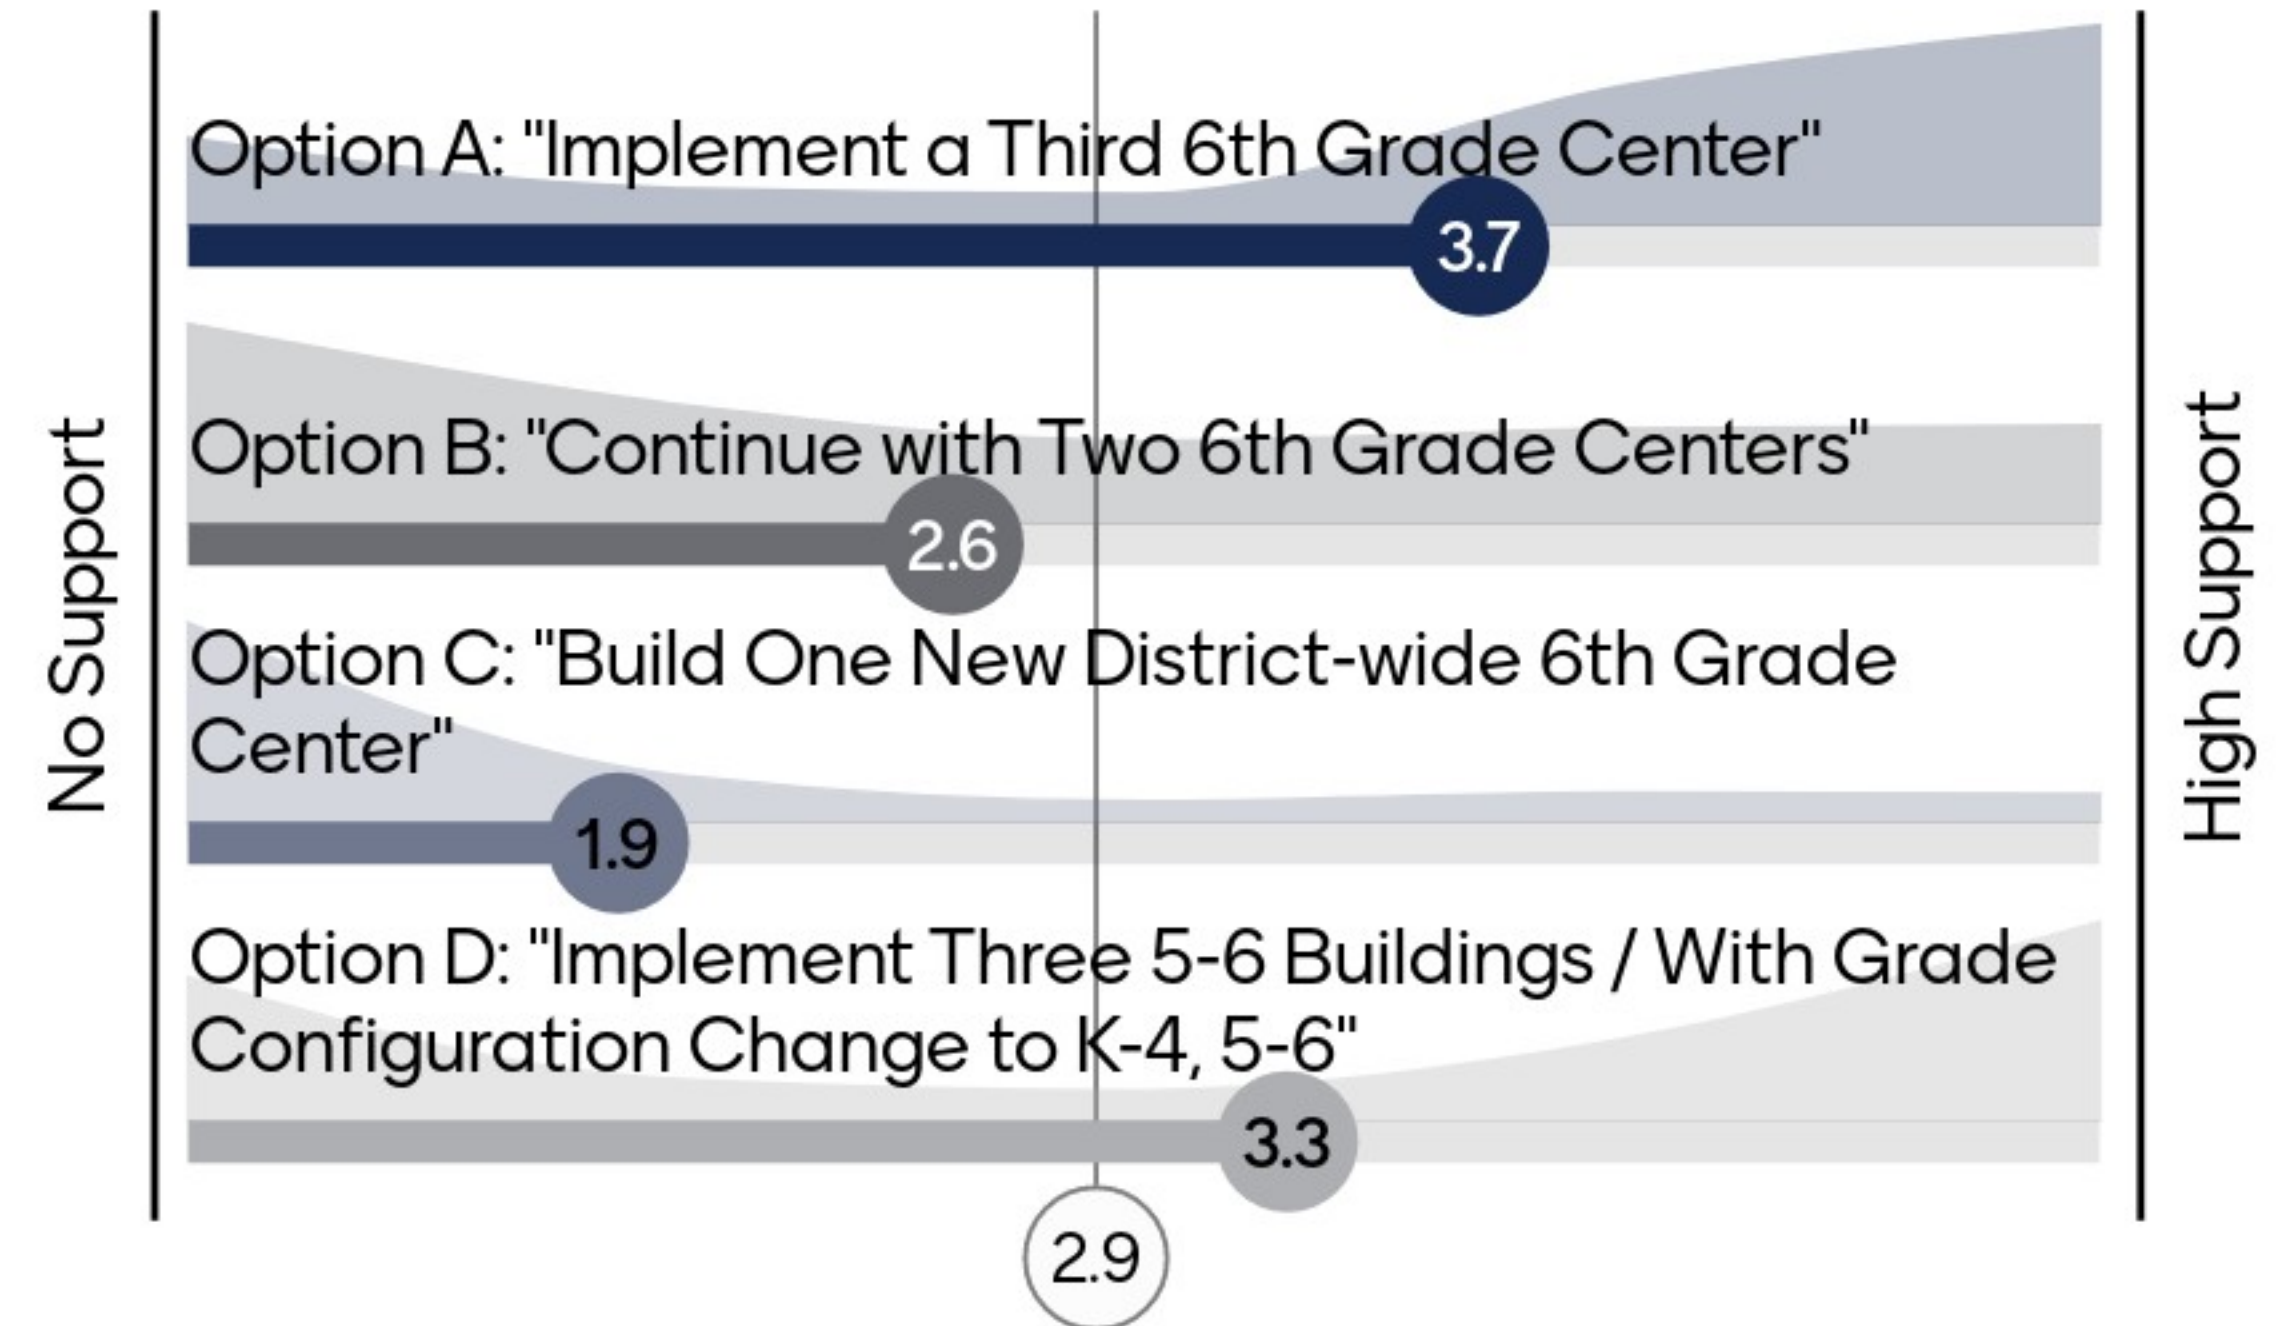 Option A: "Implement a Third 6th Grade Center"
3.7
Option B: "Continue with Two 6th Grade Centers"
2.6
Option C: "Build One New District-wide 6th Grade
Center"
1.9
Option D: "Implement Three 5-6 Buildings / With Grade
Configuration Change to K-4, 5-6"
3.3
2.9
No Support
High Support